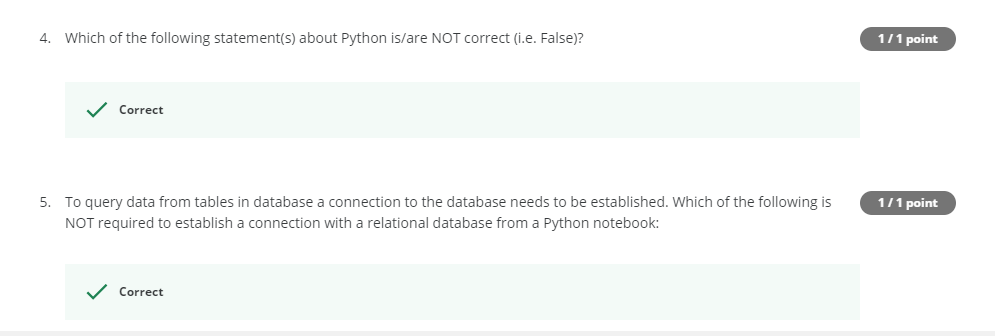 4. Which of the following statement(s) about Python is/are NOT correct (i.e. False)?
1 / 1 point
Correct
5. To query data from tables in database a connection to the database needs to be established. Which of the following is
NOT required to establish a connection with a relational database from a Python notebook:
1 / 1 point
Correct